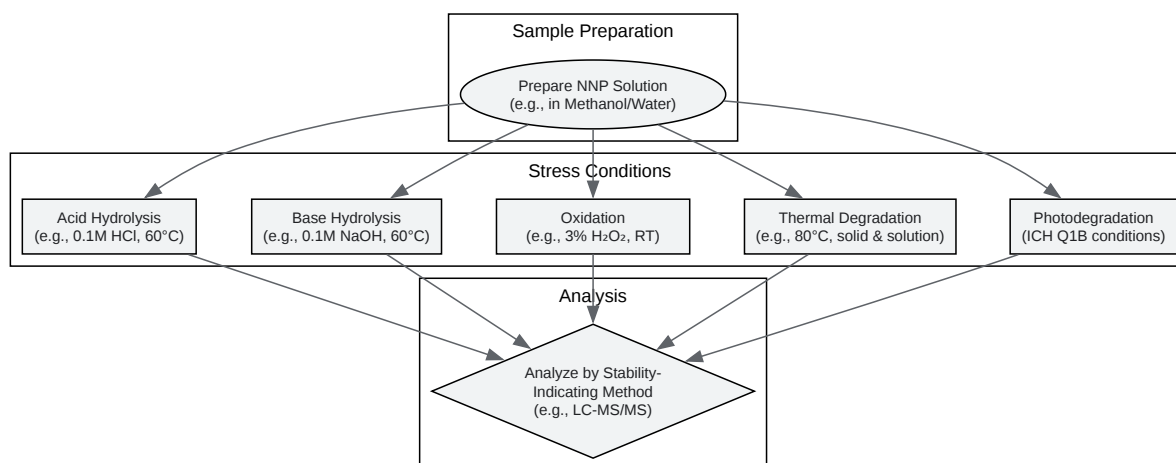 Sample Preparation
Prepare NNP Solution
(e.g., in Methanol/Water)
Stress Conditions
Acid Hydrolysis
(e.g., 0.1M HCl, 60°C)
Base Hydrolysis
(e.g., 0.1M NaOH, 60°C)
Oxidation
(e.g., 3% H₂O₂, RT)
Thermal Degradation
(e.g., 80°C, solid & solution)
Photodegradation
(ICH Q1B conditions)
Analysis
Analyze by Stability-
Indicating Method
(e.g., LC-MS/MS)